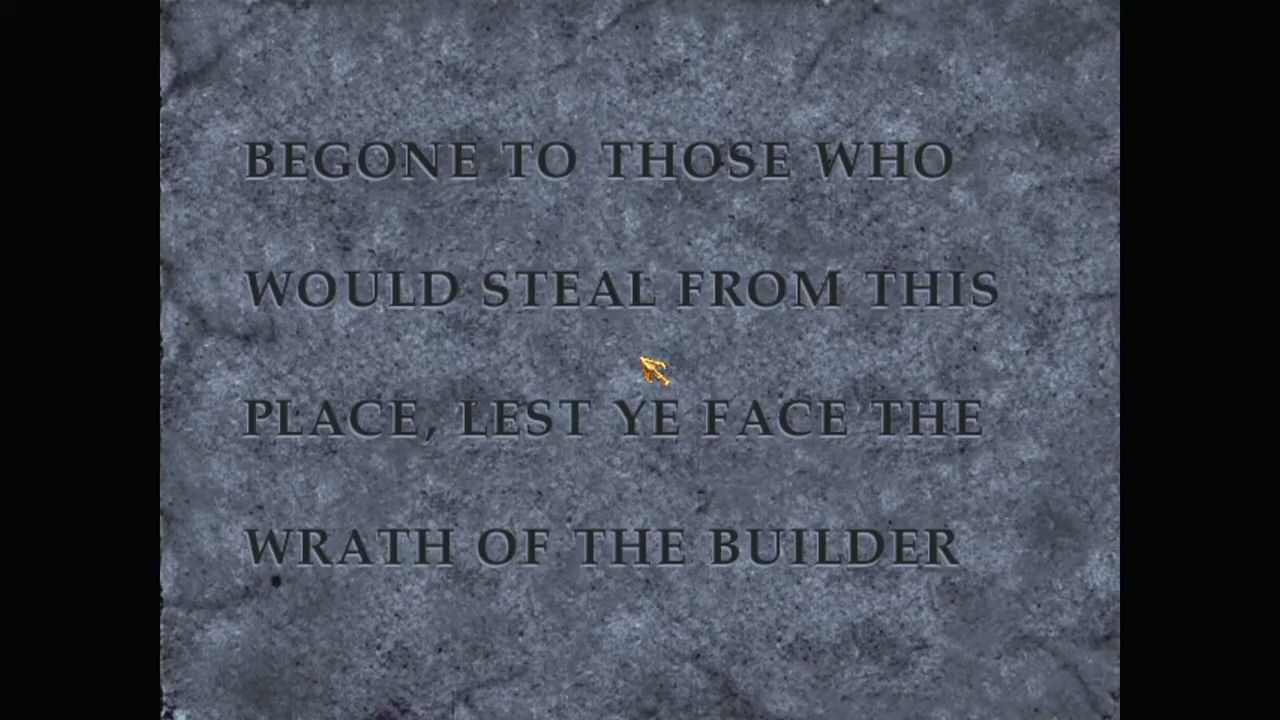 BEGONE TO THOSE WHO
WOULD STEAL FROM THIS
PLACE, LEST YE FACE THE
WRATH OF THE BUILDER